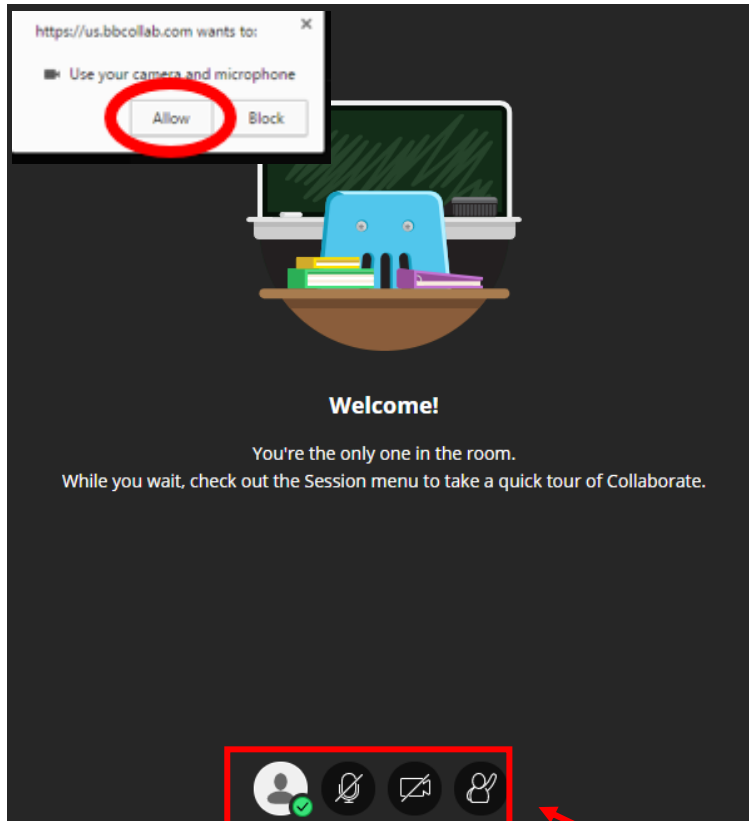 https://us.bbcollab.com wants to:
Use your camera and microphone
Allow Block
Welcome!
You're the only one in the room.
While you wait, check out the Session menu to take a quick tour of Collaborate.